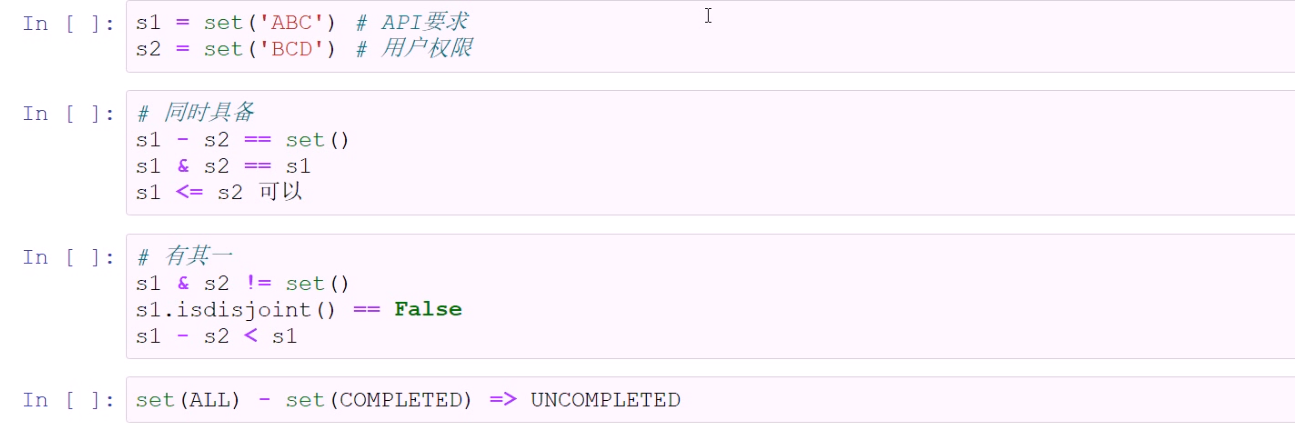 In [ ]: s1 = set('ABC') # API要求
s2 = set('BCD') # 用户权限
In [ ]: # 同时具备
s1 - s2 == set()
s1 & s2 == s1
s1 <= s2 可以
In [ ]: # 有其一
s1 & s2 != set()
s1.isdisjoint() == False
s1 - s2 < s1
In [ ]: set(ALL) - set(COMPLETED) => UNCOMPLETED